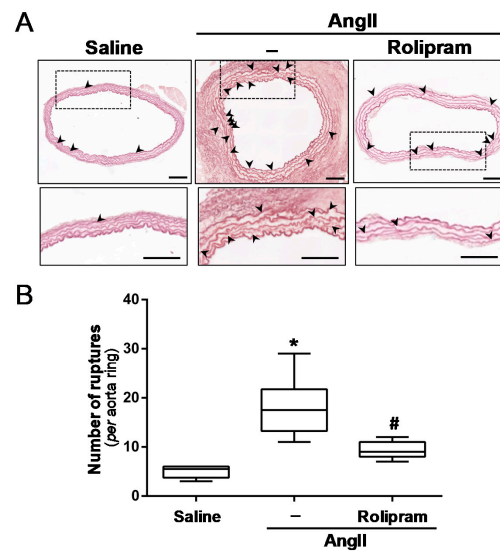 A
AngII
Saline
–
Rolipram
B
Number of ruptures
(per aorta ring)
40
30
20
10
0
*
#
Saline
–
Rolipram
AngII